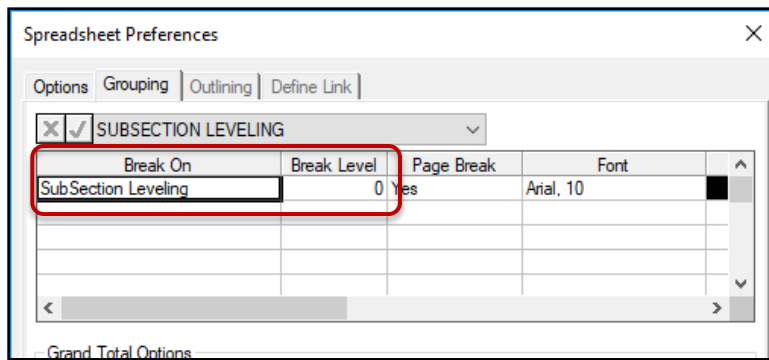 Spreadsheet Preferences
Options Grouping Outlining Define Link
SUBSECTION LEVELING
Break On Break Level Page Break Font
SubSection Leveling 0 Yes Arial, 10
Grand Total Options